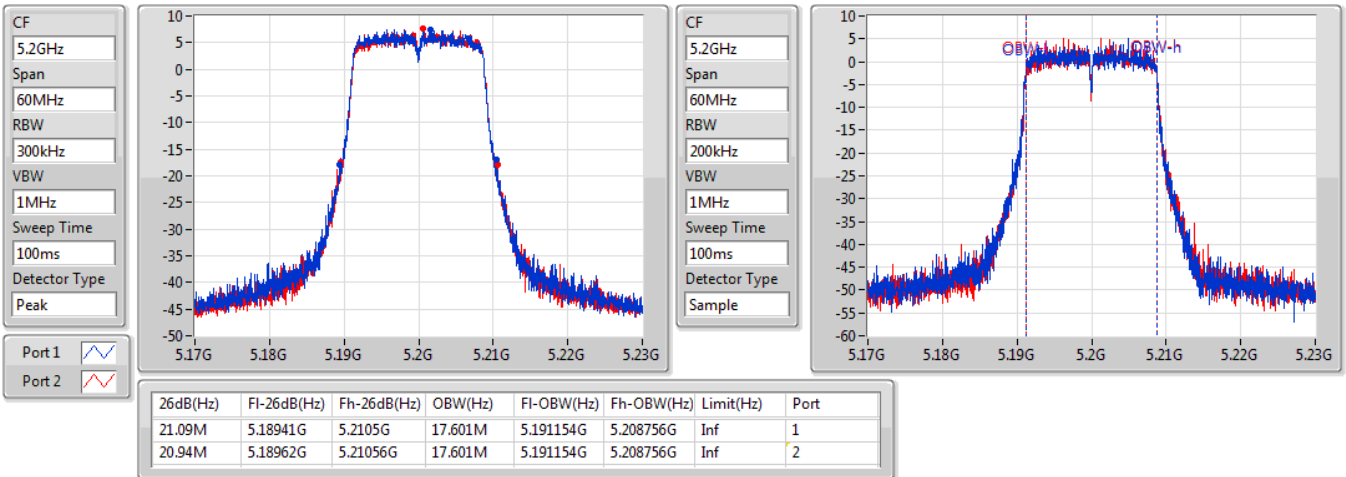 CF
5.2GHz
Span
60MHz
RBW
300kHz
VBW
1MHz
Sweep Time
100ms
Detector Type
Peak
Port 1
Port 2
10
5
0
-5
-10
-15
-20
-25
-30
-35
-40
-45
-50
5.17G 5.18G 5.19G 5.2G 5.21G 5.22G 5.23G
CF
5.2GHz
Span
60MHz
RBW
200kHz
VBW
1MHz
Sweep Time
100ms
Detector Type
Sample
10
5
0
-5
-10
-15
-20
-25
-30
-35
-40
-45
-50
-55
-60
OBW-l OBW-h
5.17G 5.18G 5.19G 5.2G 5.21G 5.22G 5.23G
26dB(Hz) Fl-26dB(Hz) Fh-26dB(Hz) OBW(Hz) Fl-OBW(Hz) Fh-OBW(Hz) Limit(Hz) Port
21.09M 5.18941G 5.2105G 17.601M 5.191154G 5.208756G Inf 1
20.94M 5.18962G 5.21056G 17.601M 5.191154G 5.208756G Inf 2